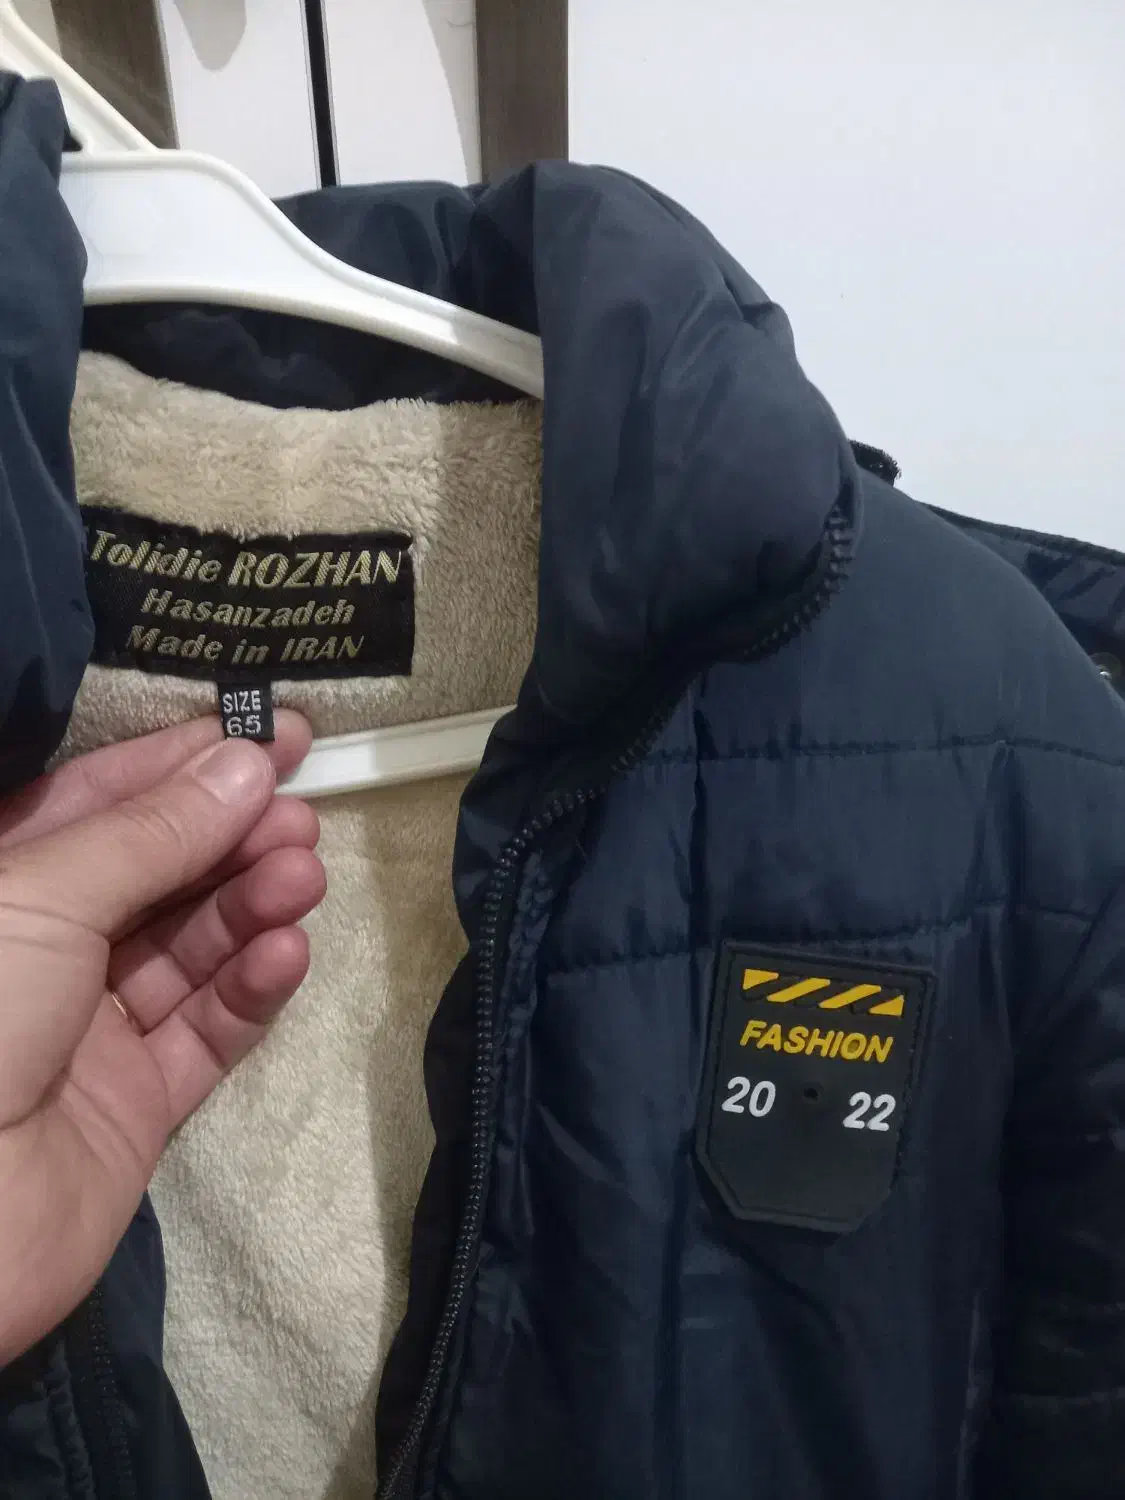 Tolidie ROZHAN
Hasanzadeh
Made in IRAN
SIZE
65
FASHION
20 22